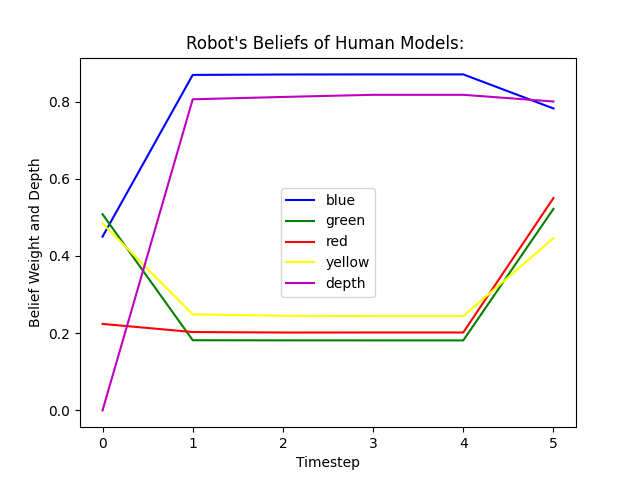 Robot's Beliefs of Human Models:
Belief Weight and Depth
0.8
0.6
0.4
0.2
0.0
blue
green
red
yellow
depth
0 1 2 3 4 5
Timestep